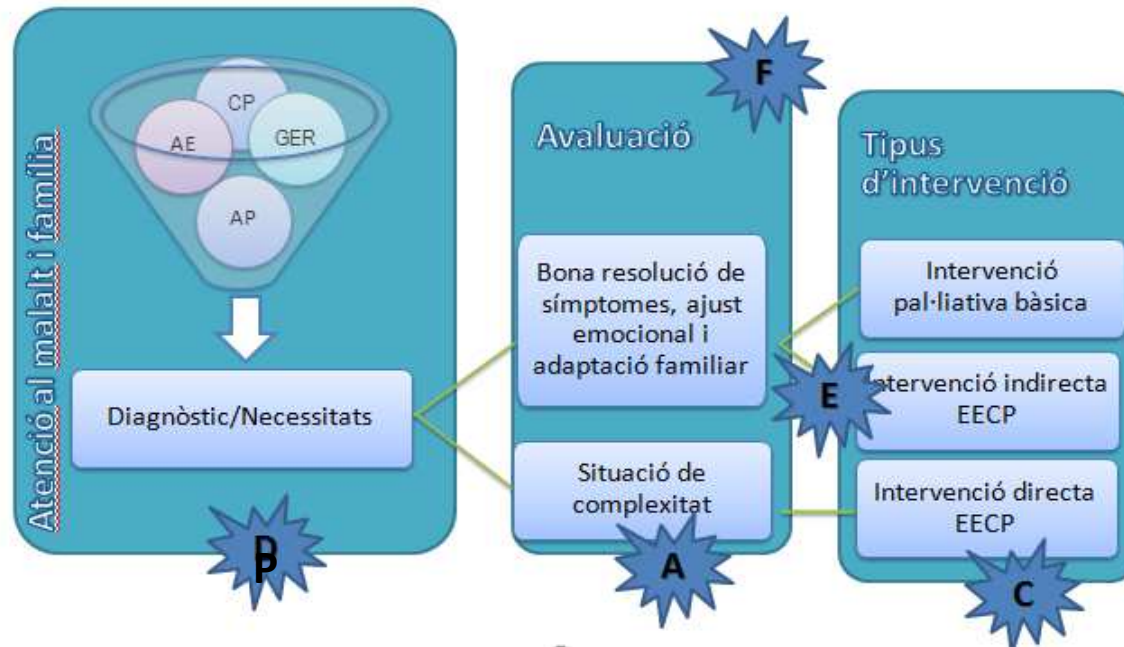 Atenció al malalt i família
CP
AE
GER
AP
Diagnòstic/Necessitats
D
P
F
Avaluació
Bona resolució de
símptomes, ajust
emocional i
adaptació familiar
Situació de
complexitat
A
Tipus
d'intervenció
Intervenció
pal·liativa bàsica
E
ntervenció indirecta
EECP
Intervenció directa
EECP
C